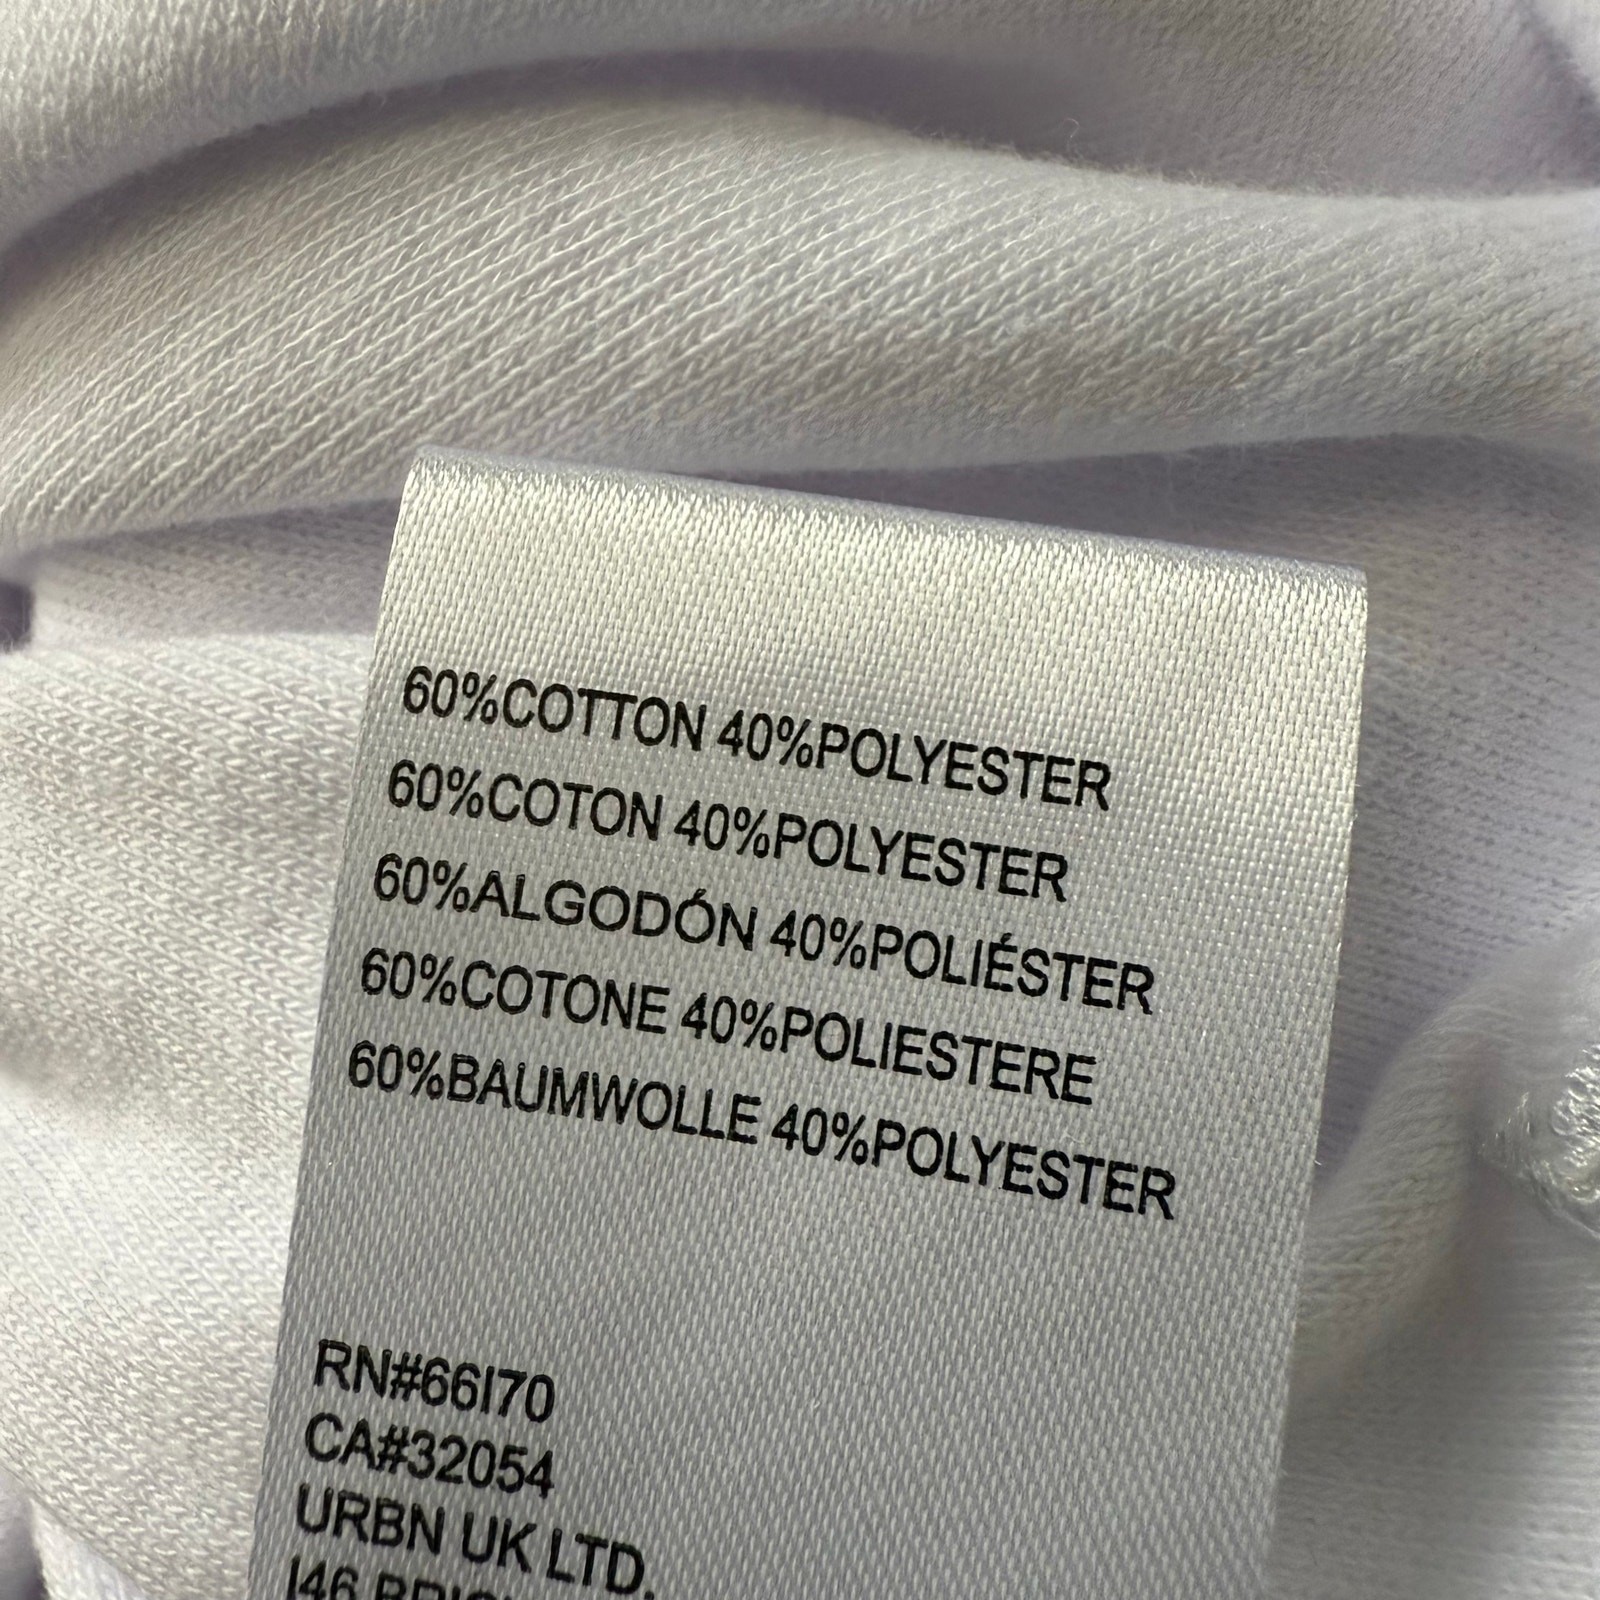 60%COTTON 40%POLYESTER
60%COTON 40%POLYESTER
60%ALGODÓN 40%POLIÉSTER
60%COTONE 40%POLIESTERE
60%BAUMWOLLE 40%POLYESTER
RN#66I70
CA#32054
URBN UK LTD.
I46